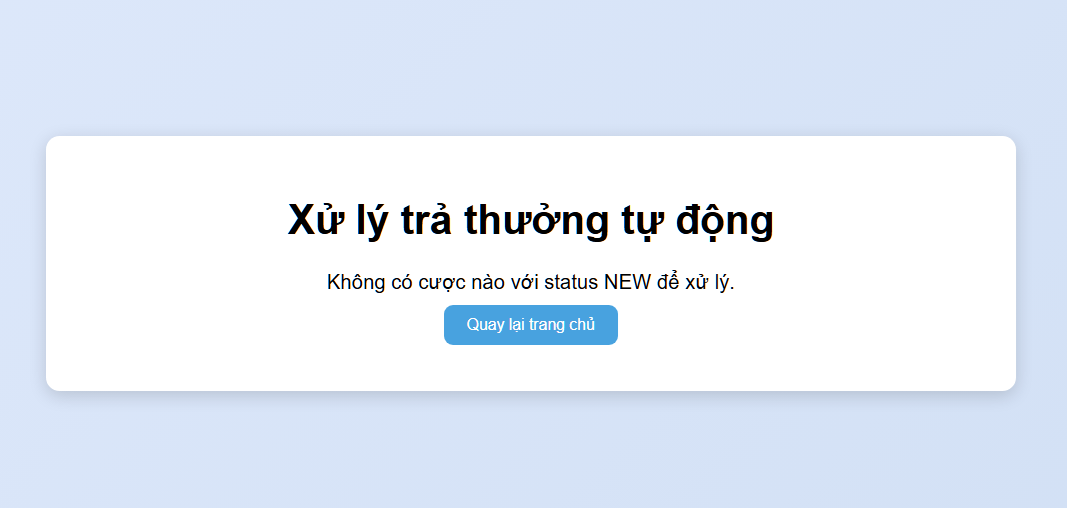 Xử lý trả thưởng tự động
Không có cược nào với status NEW để xử lý.
Quay lại trang chủ